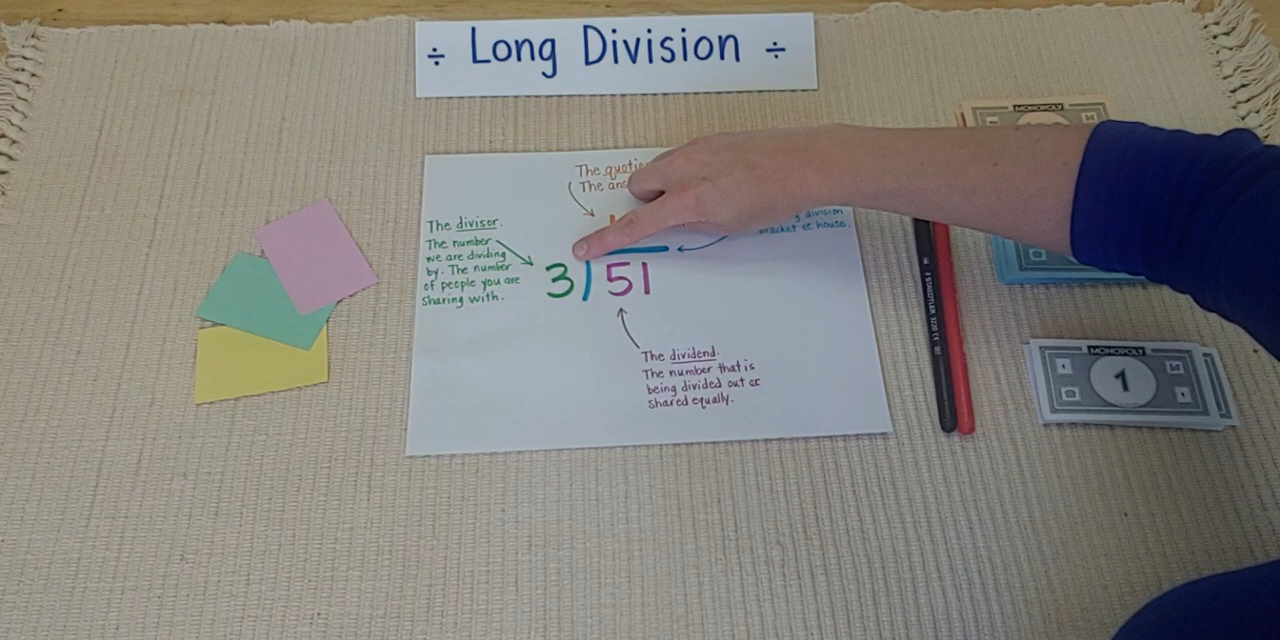 ÷ Long Division ÷
MONOPOLY
The
The
The divisor.
The number
we are dividing
by. The number
of people you are
sharing with.
division
bracket or house.
3 51
The dividend.
The number that is
being divided out or
shared equally.
MONOPOLY
1
STAEDTLER